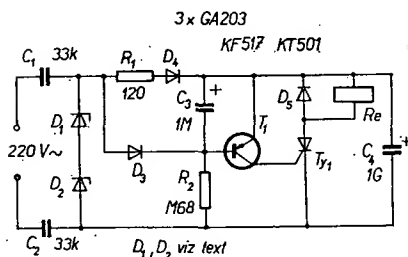 3 x GA203
KF517 KT501
C1 33k
R1 D4
120
C3 +
1M
D5
Re
D1
T1
220 V~
D3
Ty1
C4 +
1G
D2
R2
M68
C2 33k
D1, D2 viz text